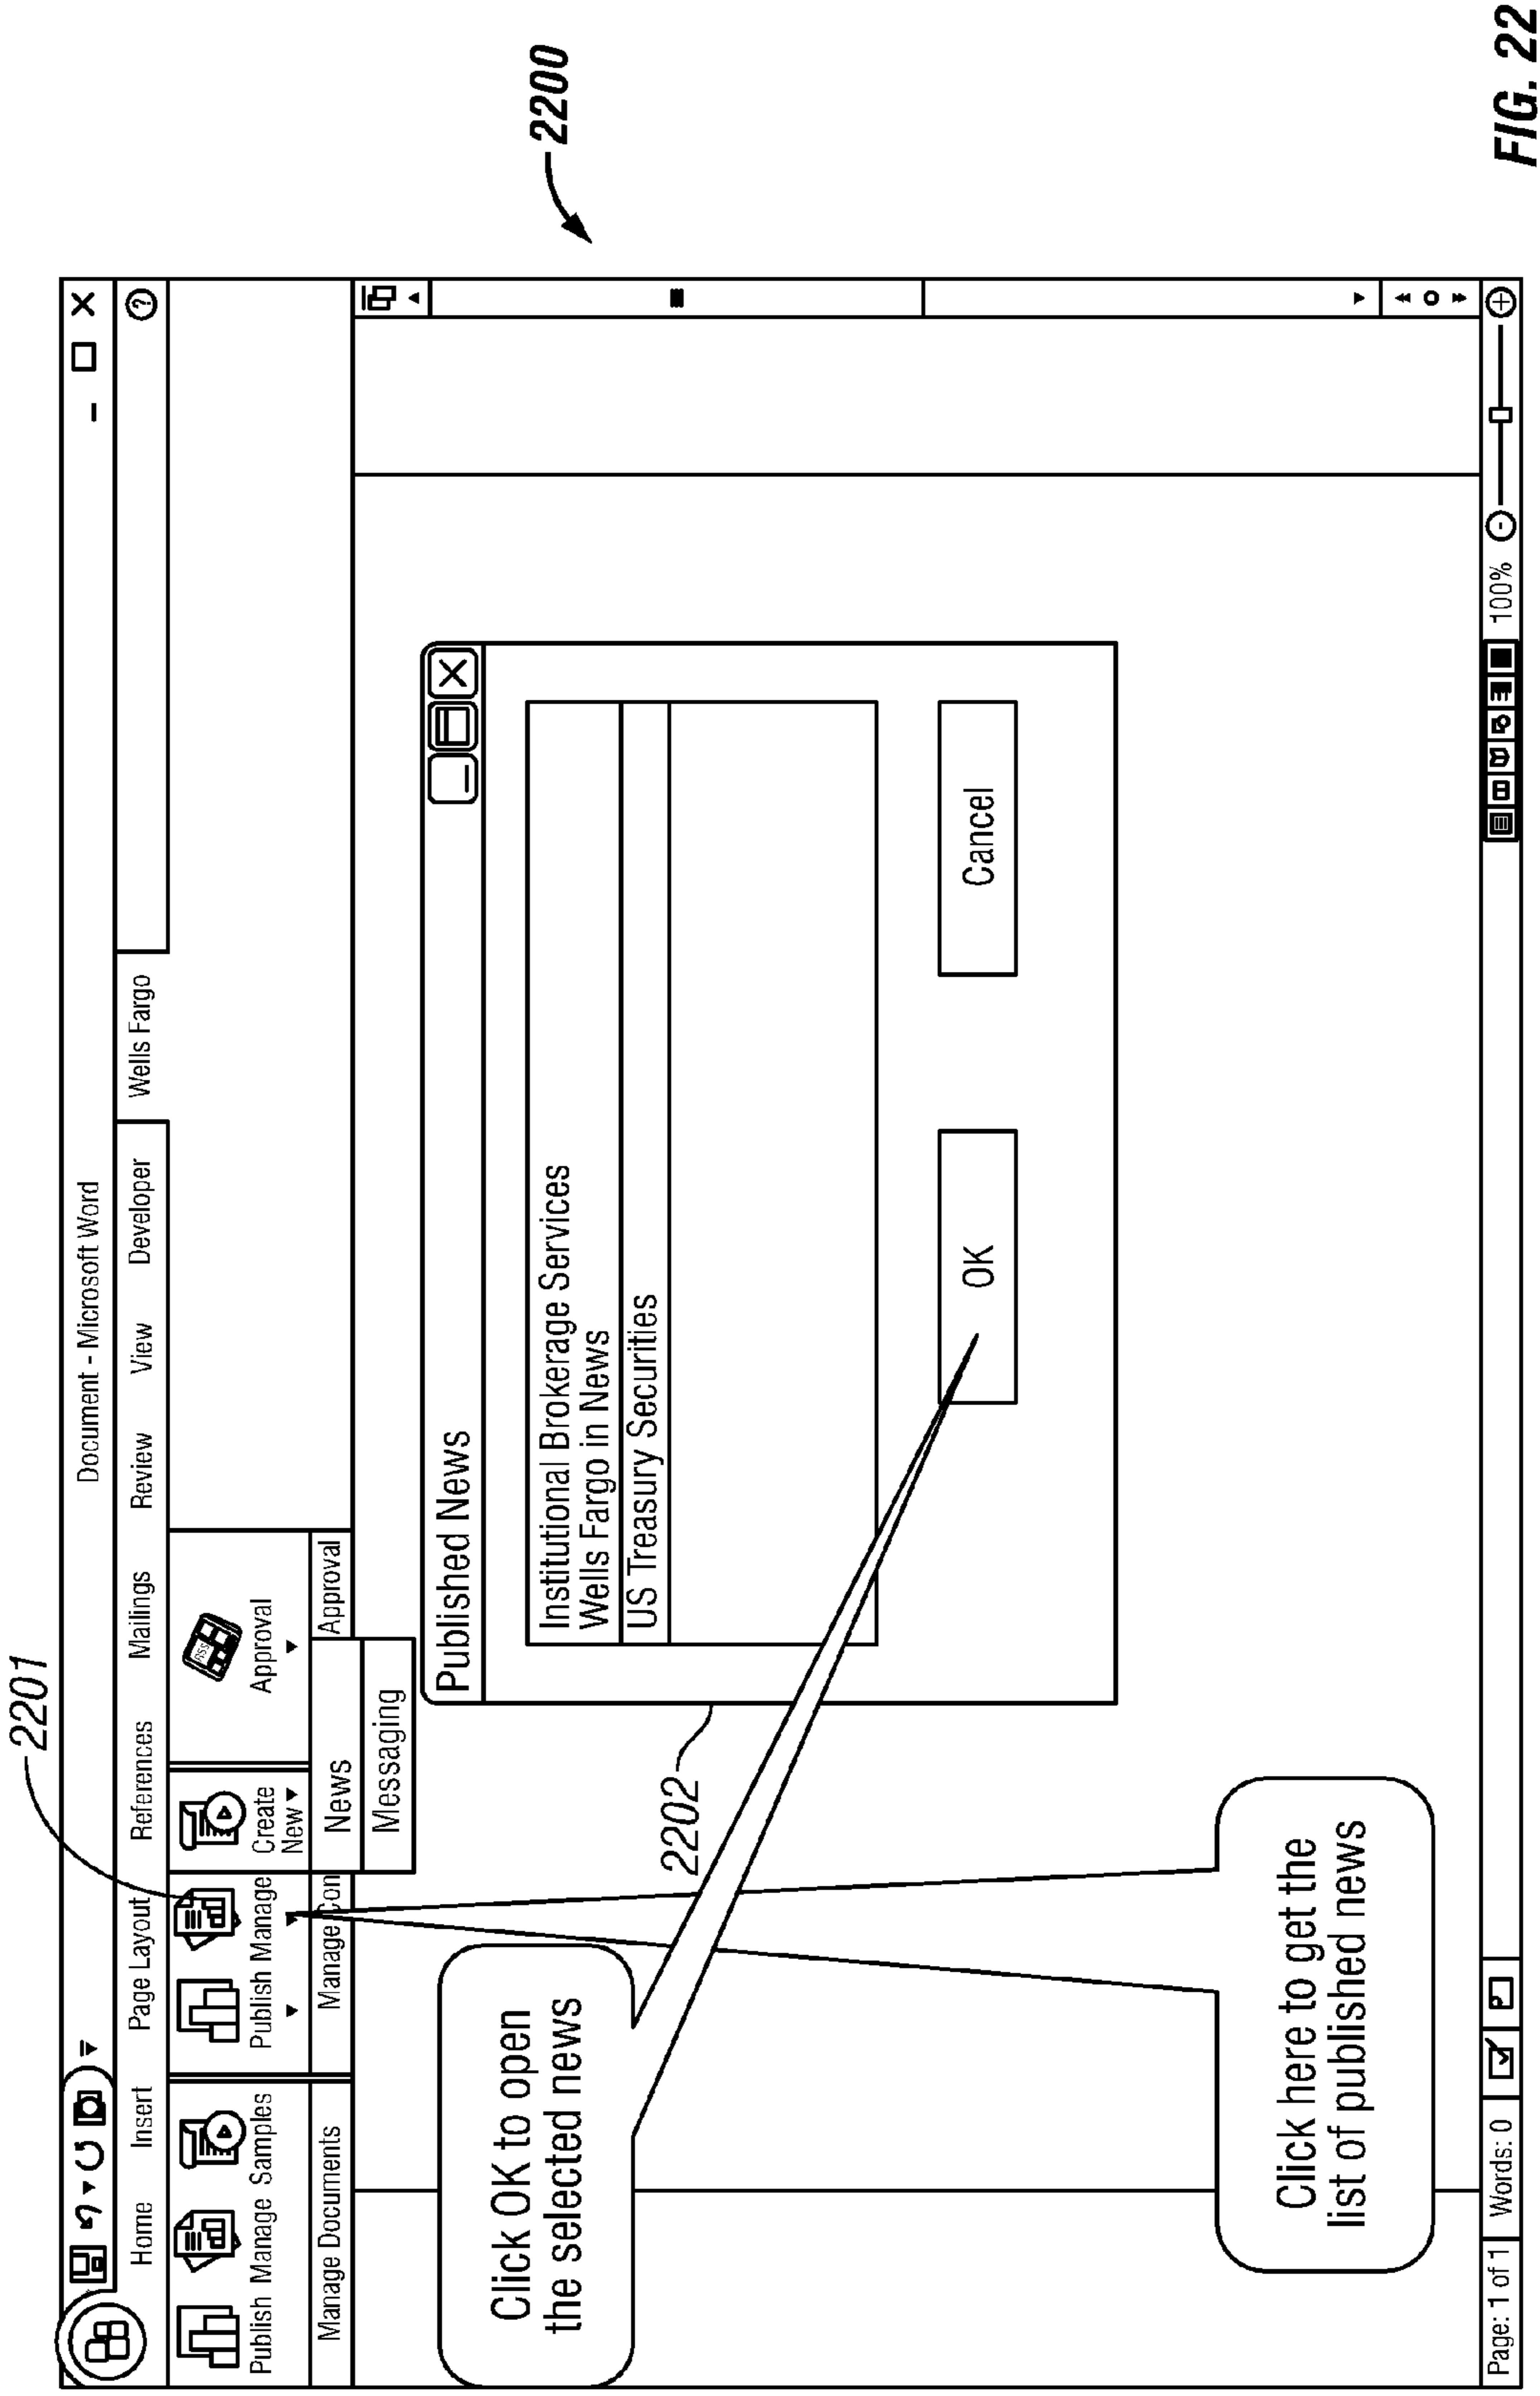 2201
Document - Microsoft Word
Home Insert Page Layout References Mailings Review View Developer Wells Fargo
Publish Manage Samples
Publish Manage
Create
New
Approval
Manage Documents
Manage Con
Approval
News
Messaging
Published News
Institutional Brokerage Services
Wells Fargo in News
US Treasury Securities
OK
Cancel
2202
Click OK to open
the selected news
Click here to get the
list of published news
Page: 1 of 1 Words: 0
100%
2200
FIG. 22